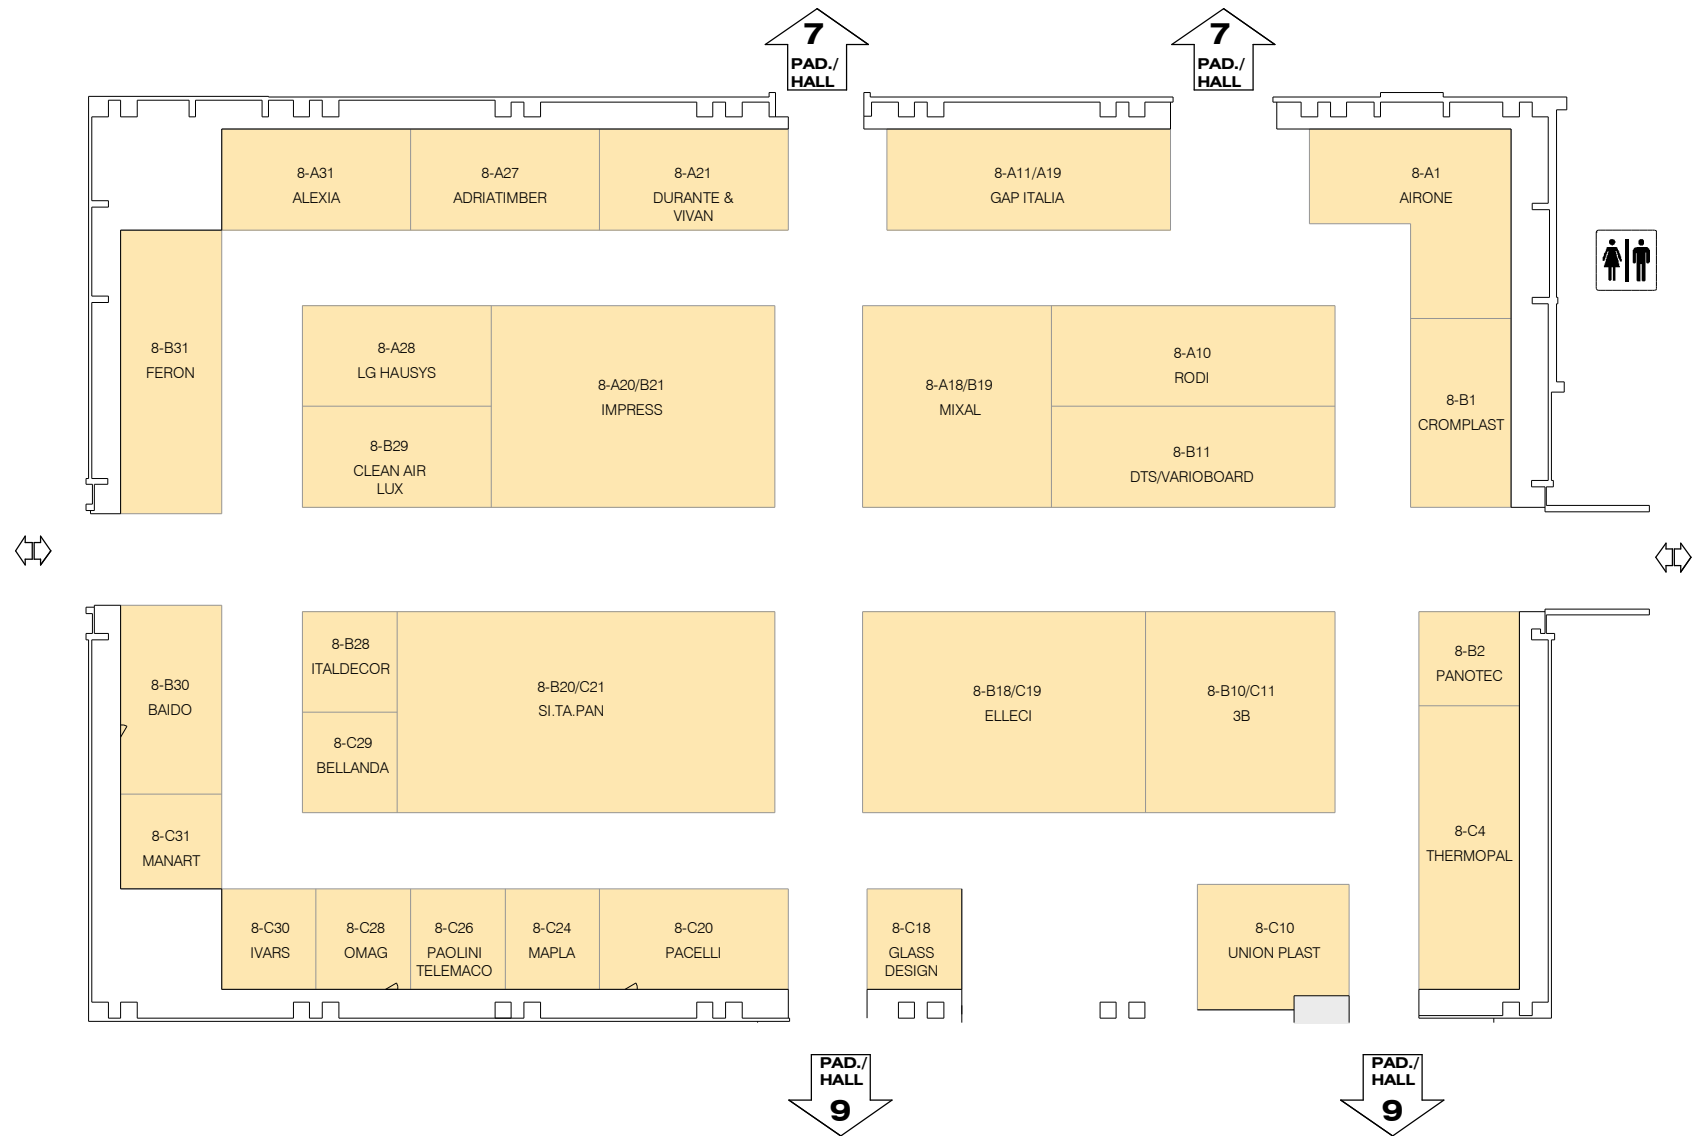 7
PAD./
HALL
7
PAD./
HALL
8-A31
ALEXIA
8-A27
ADRIATIMBER
8-A21
DURANTE &
VIVAN
8-A11/A19
GAP ITALIA
8-A1
AIRONE
8-B31
FERON
8-A28
LG HAUSYS
8-B29
CLEAN AIR
LUX
8-A20/B21
IMPRESS
8-A18/B19
MIXAL
8-A10
RODI
8-B11
DTS/VARIOBOARD
8-B1
CROMPLAST
8-B30
BAIDO
8-C31
MANART
8-B28
ITALDECOR
8-C29
BELLANDA
8-B20/C21
SI.TA.PAN
8-B18/C19
ELLECI
8-B10/C11
3B
8-B2
PANOTEC
8-C4
THERMOPAL
8-C30
IVARS
8-C28
OMAG
8-C26
PAOLINI
TELEMACO
8-C24
MAPLA
8-C20
PACELLI
8-C18
GLASS
DESIGN
8-C10
UNION PLAST
PAD./
HALL
9
PAD./
HALL
9